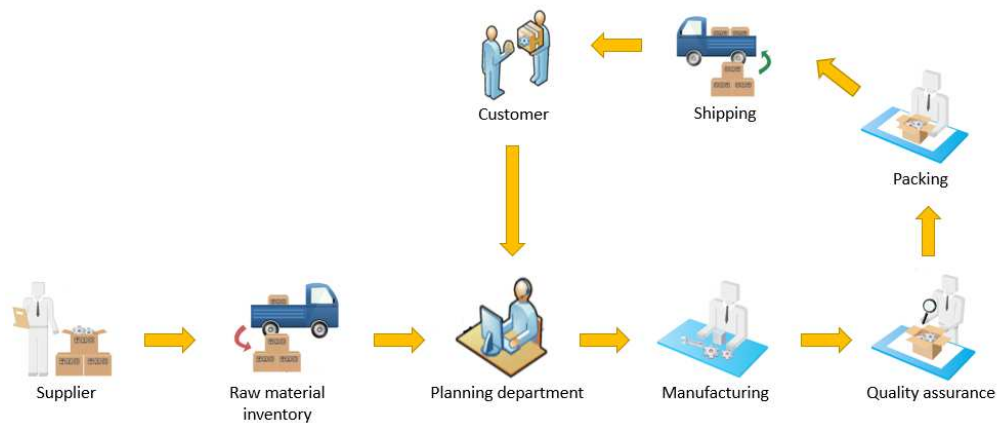 Customer
Shipping
Packing
Supplier
Raw material
inventory
Planning department
Manufacturing
Quality assurance